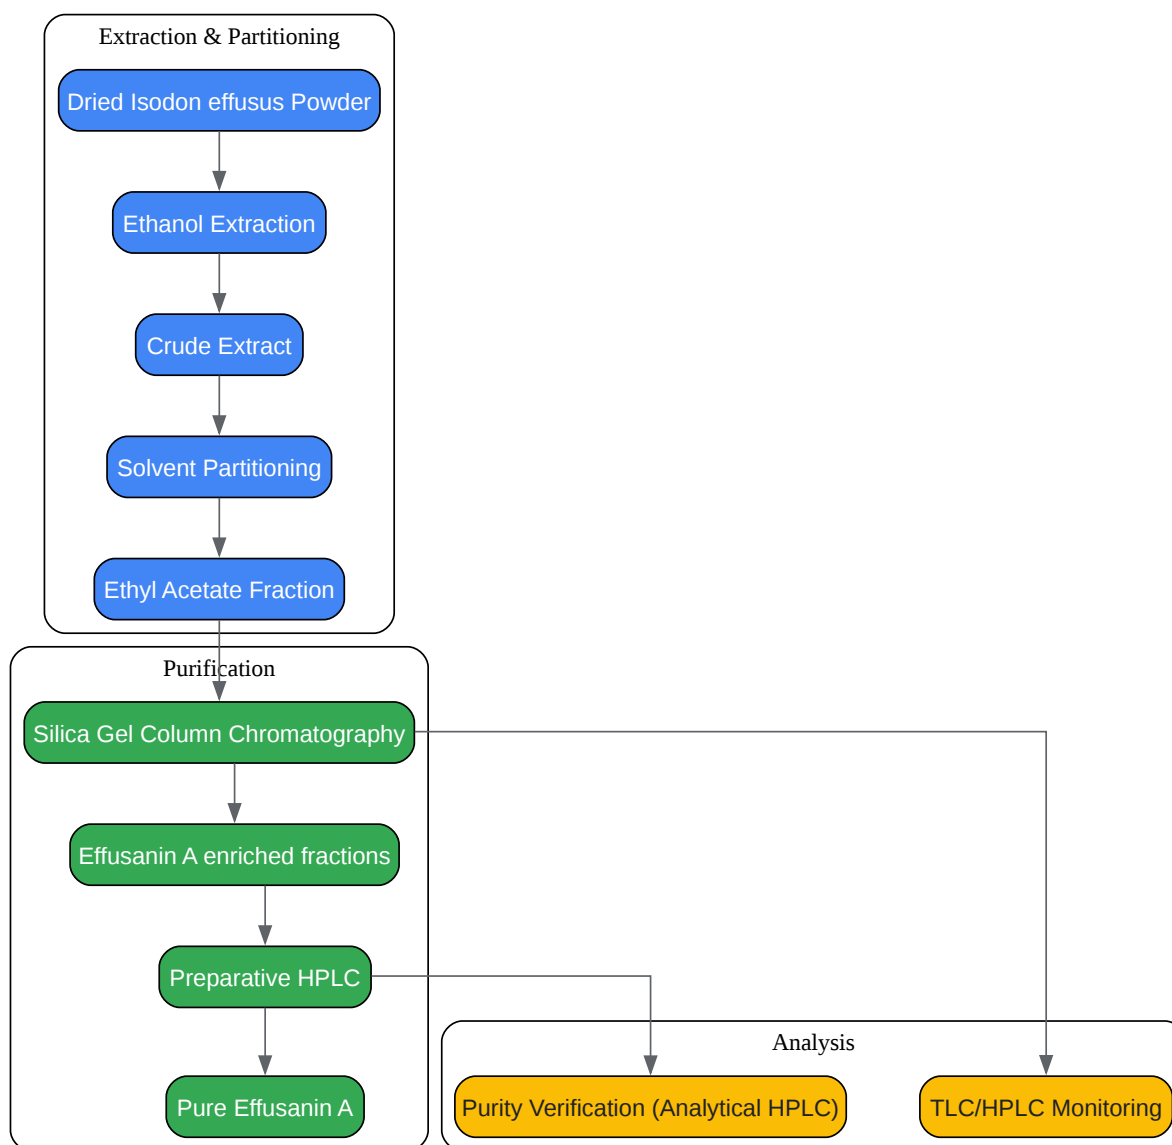 Extraction & Partitioning
Dried Isodon effusus Powder
Ethanol Extraction
Crude Extract
Solvent Partitioning
Ethyl Acetate Fraction
Purification
Silica Gel Column Chromatography
Effusanin A enriched fractions
Preparative HPLC
Pure Effusanin A
Analysis
Purity Verification (Analytical HPLC)
TLC/HPLC Monitoring